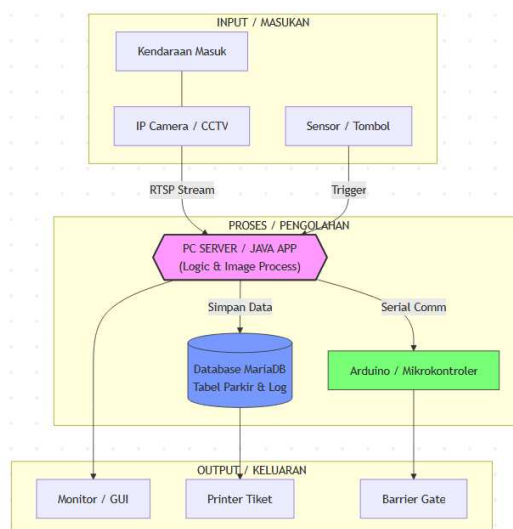 INPUT / MASUKAN
Kendaraan Masuk
IP Camera / CCTV
Sensor / Tombol
RTSP Stream
Trigger
PROSES / PENGOLAHAN
PC SERVER / JAVA APP
(Logic & Image Process)
Simpan Data
Serial Comm
Database MariaDB
Tabel Parkir & Log
Arduino / Mikrokontroler
OUTPUT / KELUARAN
Monitor / GUI
Printer Tiket
Barrier Gate